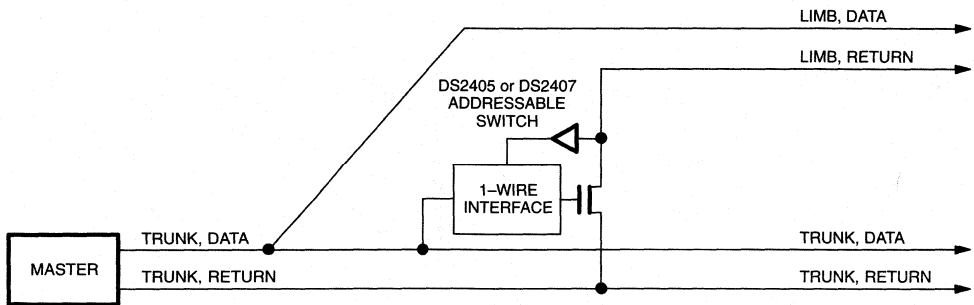 LIMB, DATA
LIMB, RETURN
DS2405 or DS2407
ADDRESSABLE
SWITCH
1–WIRE
INTERFACE
TRUNK, DATA
TRUNK, DATA
MASTER
TRUNK, RETURN
TRUNK, RETURN